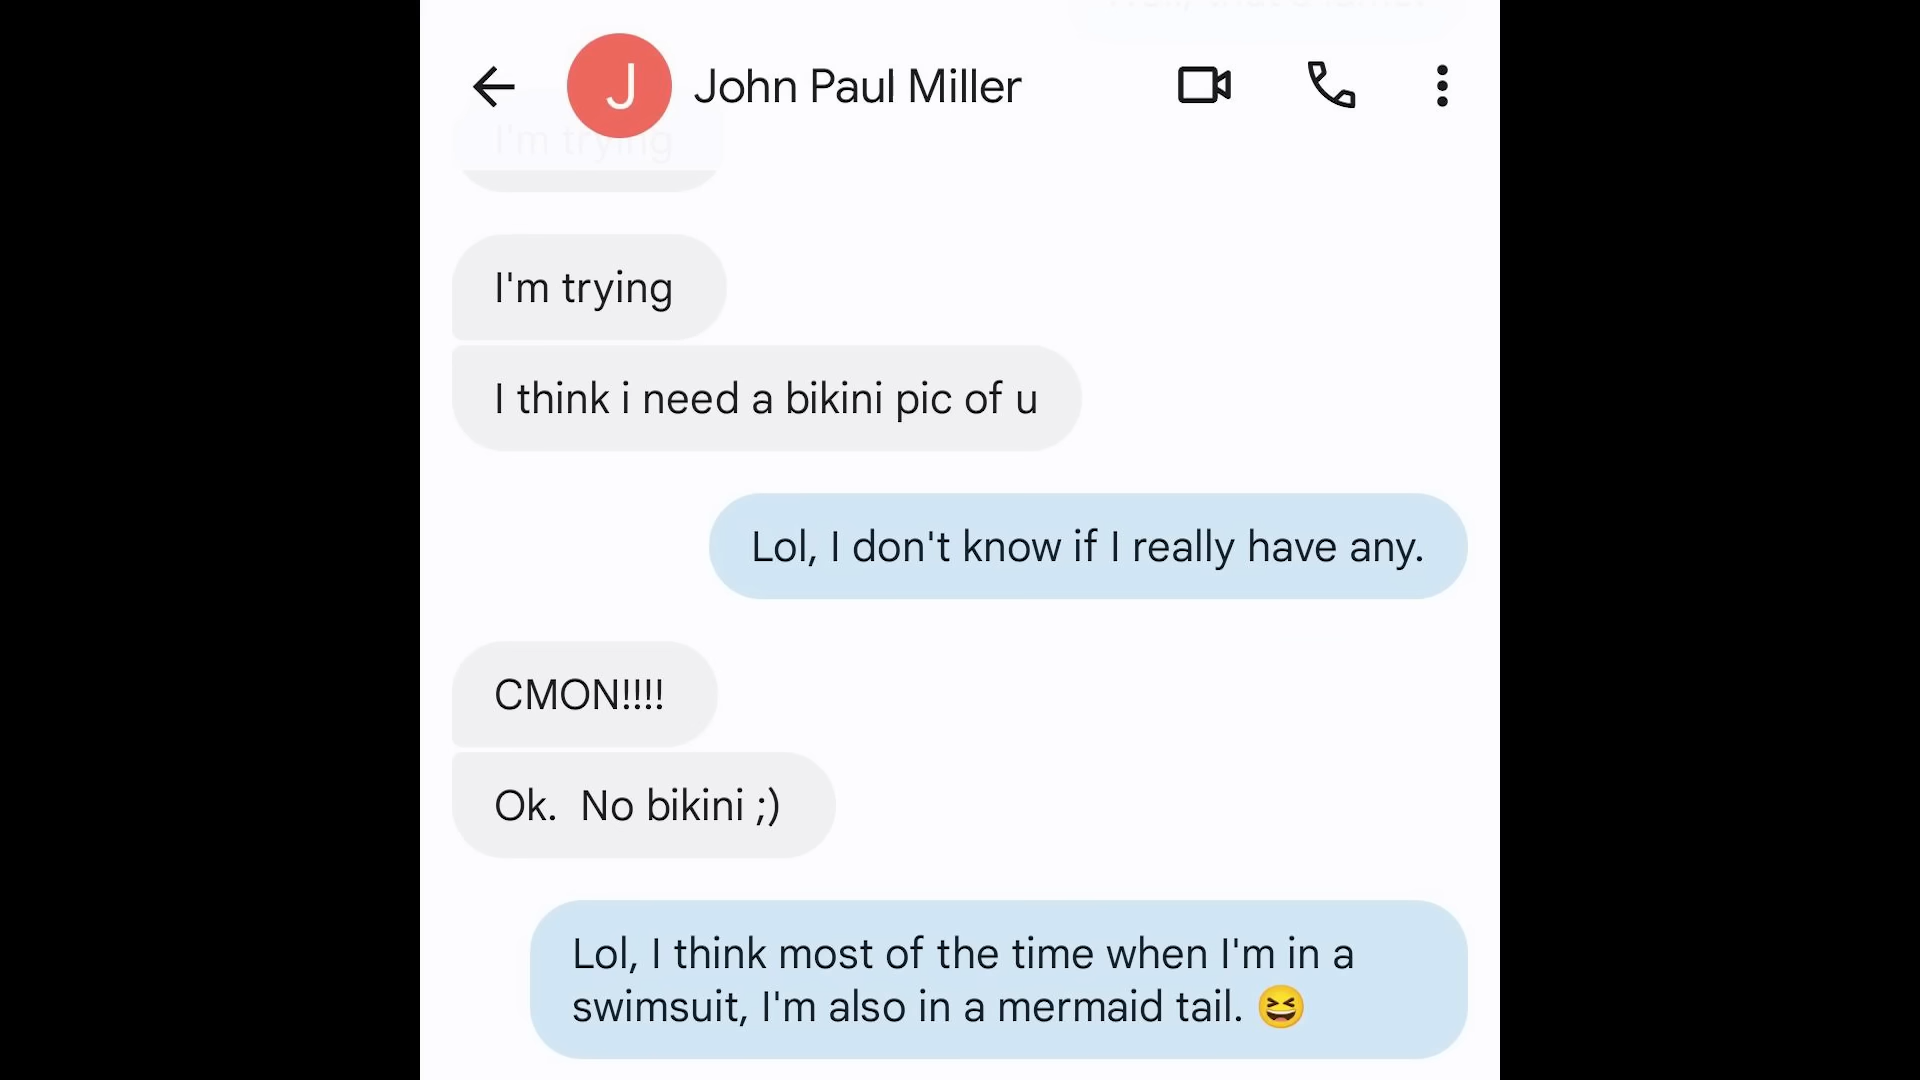 J John Paul Miller
I'm trying
I'm trying
I think i need a bikini pic of u
Lol, I don't know if I really have any.
CMON!!!!
Ok.  No bikini ;)
Lol, I think most of the time when I'm in a
swimsuit, I'm also in a mermaid tail. 😆